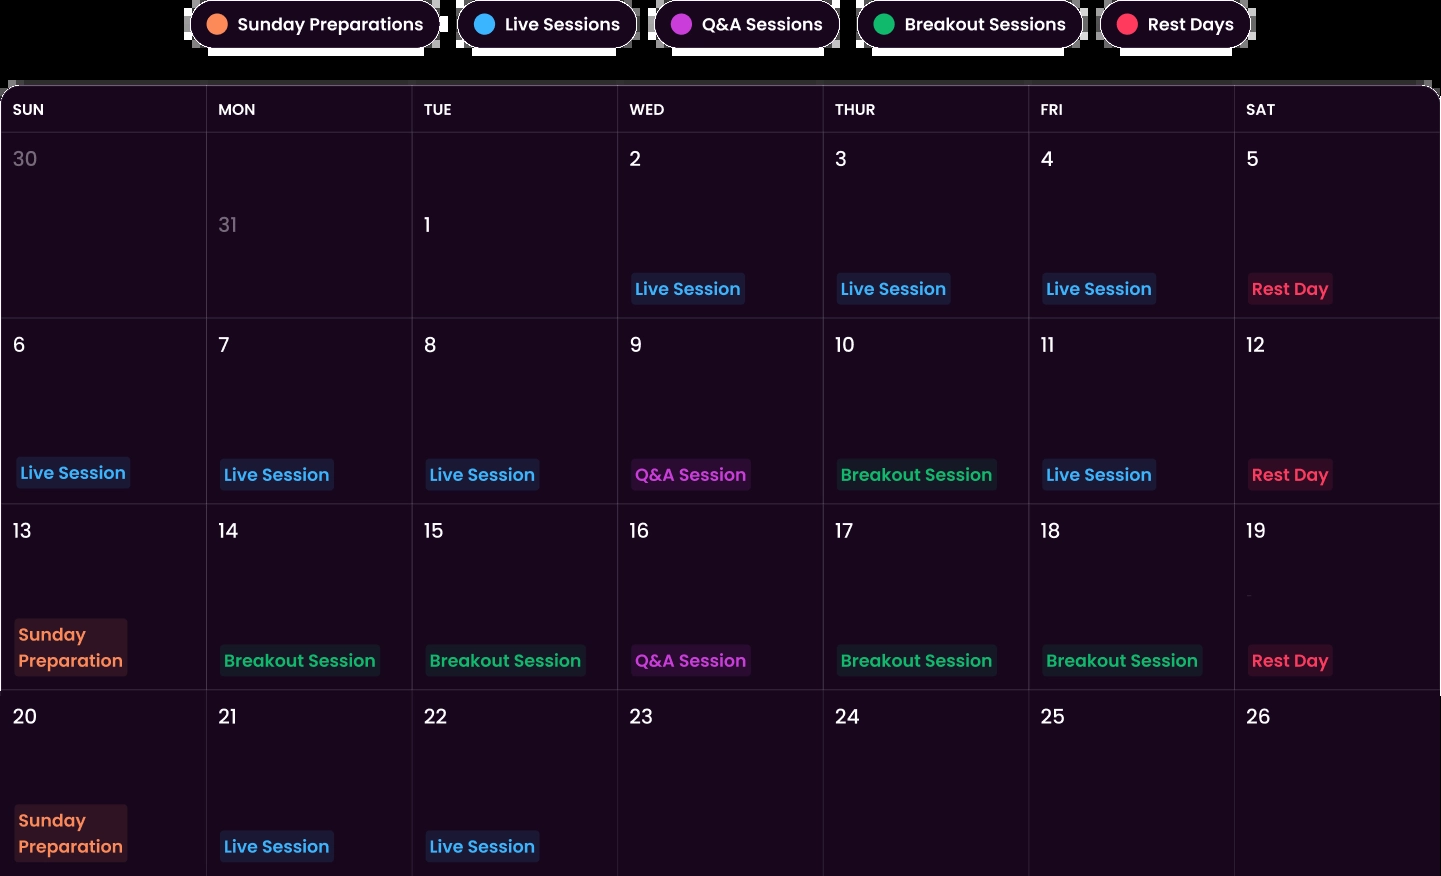 Sunday Preparations
Live Sessions
Q&A Sessions
Breakout Sessions
Rest Days
SUN MON TUE WED THUR FRI SAT
30 31 1 2 3 4 5
Live Session Live Session Live Session Rest Day
6 7 8 9 10 11 12
Live Session Live Session Live Session Q&A Session Breakout Session Live Session Rest Day
13 14 15 16 17 18 19
Sunday
Preparation Breakout Session Breakout Session Q&A Session Breakout Session Breakout Session Rest Day
20 21 22 23 24 25 26
Sunday
Preparation Live Session Live Session